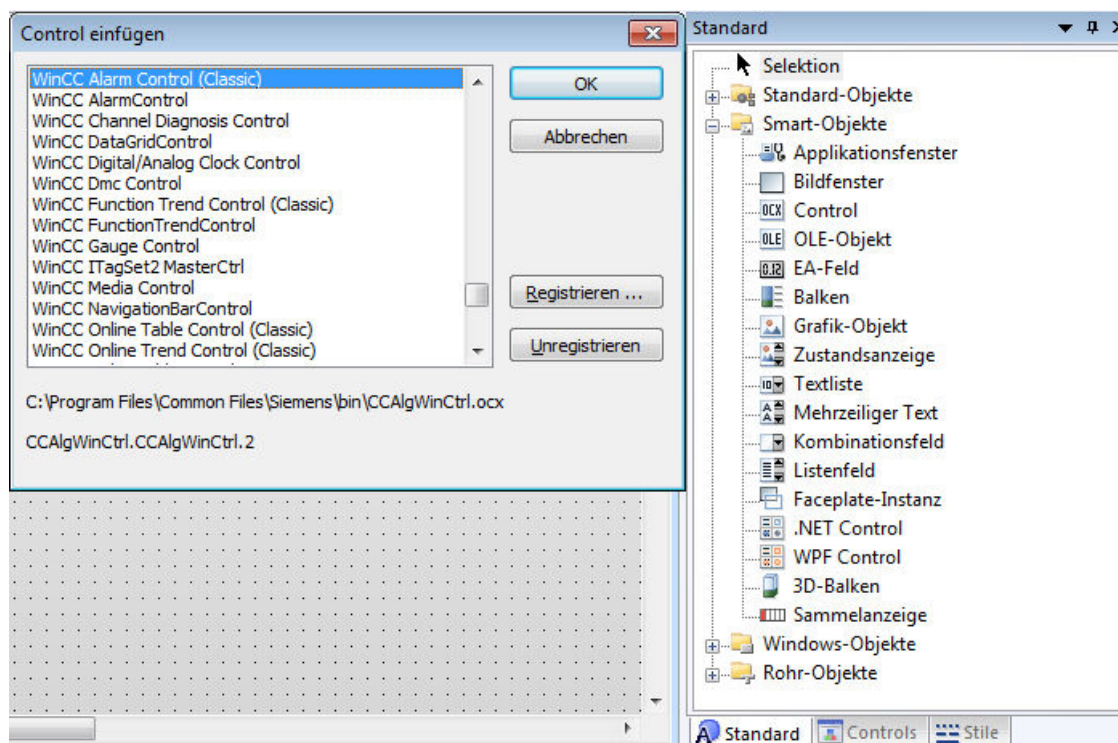 Control einfügen
WinCC Alarm Control (Classic)
WinCC AlarmControl
WinCC Channel Diagnosis Control
WinCC DataGridControl
WinCC Digital/Analog Clock Control
WinCC Dmc Control
WinCC Function Trend Control (Classic)
WinCC FunctionTrendControl
WinCC Gauge Control
WinCC ITagSet2 MasterCtrl
WinCC Media Control
WinCC NavigationBarControl
WinCC Online Table Control (Classic)
WinCC Online Trend Control (Classic)
OK
Abbrechen
Registrieren ...
Unregistrieren
C:\Program Files\Common Files\Siemens\bin\CCAlgWinCtrl.ocx
CCAlgWinCtrl.CCAlgWinCtrl.2
Standard
Selektion
Standard-Objekte
Smart-Objekte
Applikationsfenster
Bildfenster
OCX Control
OLE OLE-Objekt
0.12 EA-Feld
Balken
Grafik-Objekt
Zustandsanzeige
Textliste
Mehrzeiliger Text
Kombinationsfeld
Listenfeld
Faceplate-Instanz
.NET Control
WPF Control
3D-Balken
Sammelanzeige
Windows-Objekte
Rohr-Objekte
Standard Controls Stile